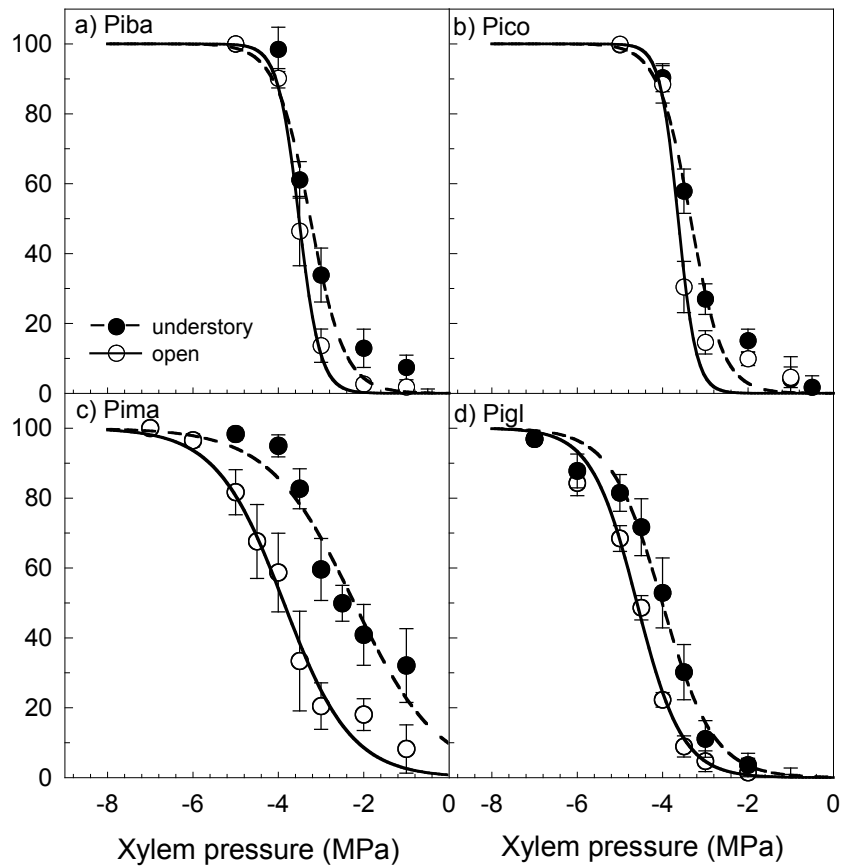 a) Piba
b) Pico
100
80
60
40
20
0
understory
open
c) Pima
d) Pigl
100
80
60
40
20
0
-8 -6 -4 -2 0
-8 -6 -4 -2 0
Xylem pressure (MPa)
Xylem pressure (MPa)